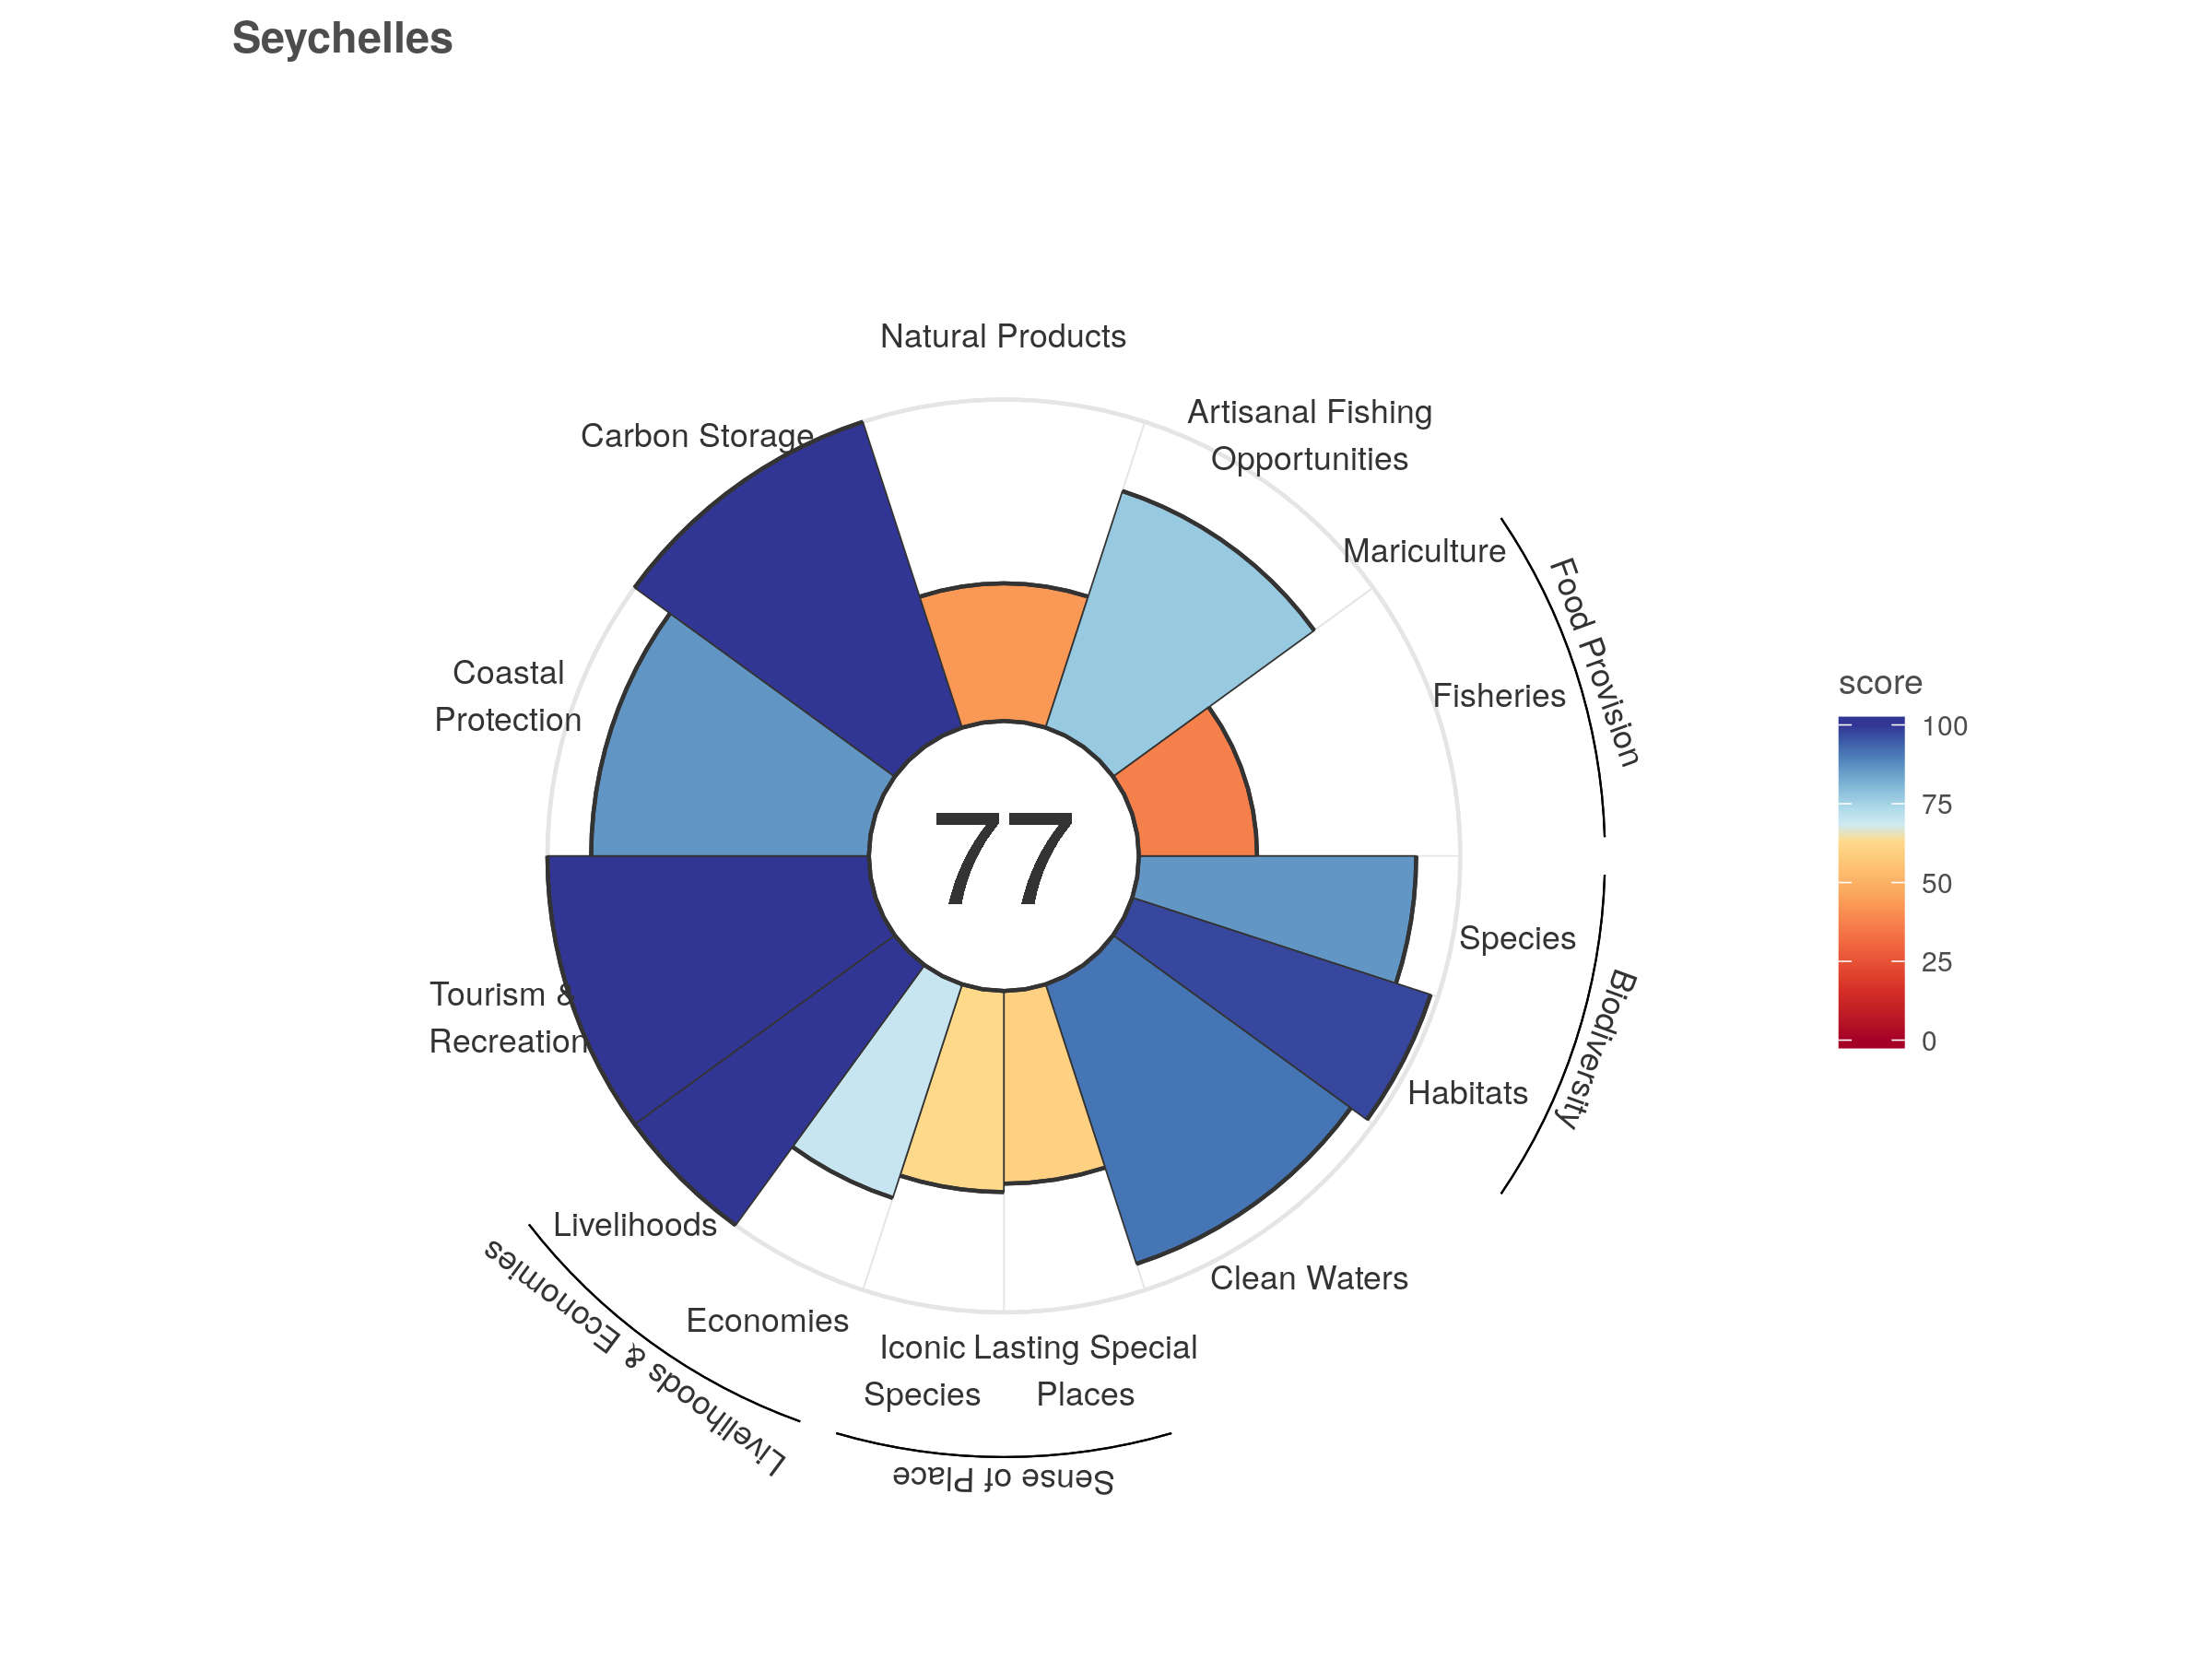 Seychelles
Natural Products
Artisanal Fishing
Opportunities
Carbon Storage
Mariculture
Food Provision
Fisheries
Coastal
Protection
score
100
75
50
25
0
77
Species
Biodiversity
Tourism &
Recreation
Habitats
Livelihoods
Clean Waters
Livelihoods & Economies
Economies
Iconic
Species
Lasting Special
Places
Sense of Place